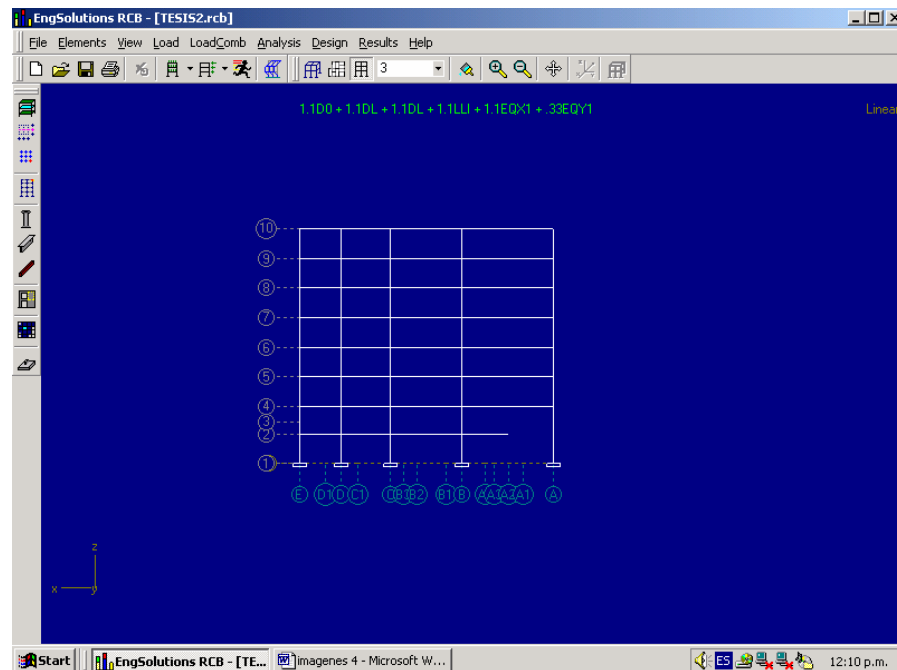 EngSolutions RCB - [TESIS2.rcb]
File Elements View Load LoadComb Analysis Design Results Help
3
1.1D0 + 1.1DL + 1.1DL + 1.1LLI + 1.1EQX1 + .33EQY1
Linear
10
9
8
7
6
5
4
3
2
1
E D1 D C1 B2 B1 B A1 A
z
x y
Start EngSolutions RCB - [TE... imagenes 4 - Microsoft W... ES 12:10 p.m.